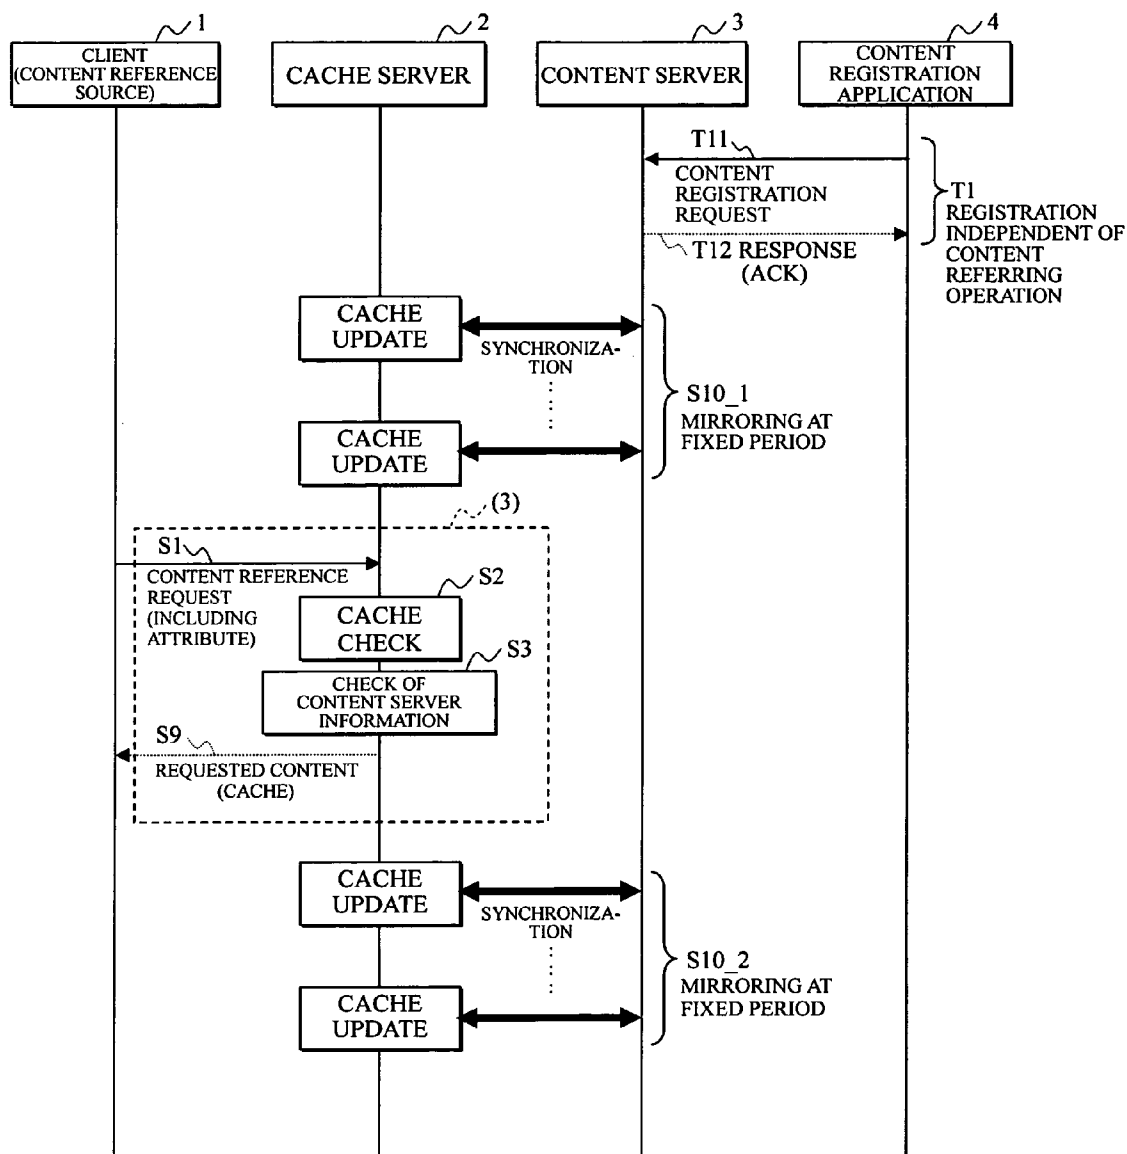 1
2
3
4
CLIENT
(CONTENT REFERENCE
SOURCE)
CACHE SERVER
CONTENT SERVER
CONTENT
REGISTRATION
APPLICATION
T11
CONTENT
REGISTRATION
REQUEST
T12 RESPONSE
(ACK)
T1
REGISTRATION
INDEPENDENT OF
CONTENT
REFERRING
OPERATION
CACHE
UPDATE
SYNCHRONIZA-
TION
CACHE
UPDATE
S10_1
MIRRORING AT
FIXED PERIOD
(3)
S1
CONTENT REFERENCE
REQUEST
(INCLUDING
ATTRIBUTE)
S2
CACHE
CHECK
S3
CHECK OF
CONTENT SERVER
INFORMATION
S9
REQUESTED CONTENT
(CACHE)
CACHE
UPDATE
SYNCHRONIZA-
TION
CACHE
UPDATE
S10_2
MIRRORING AT
FIXED PERIOD